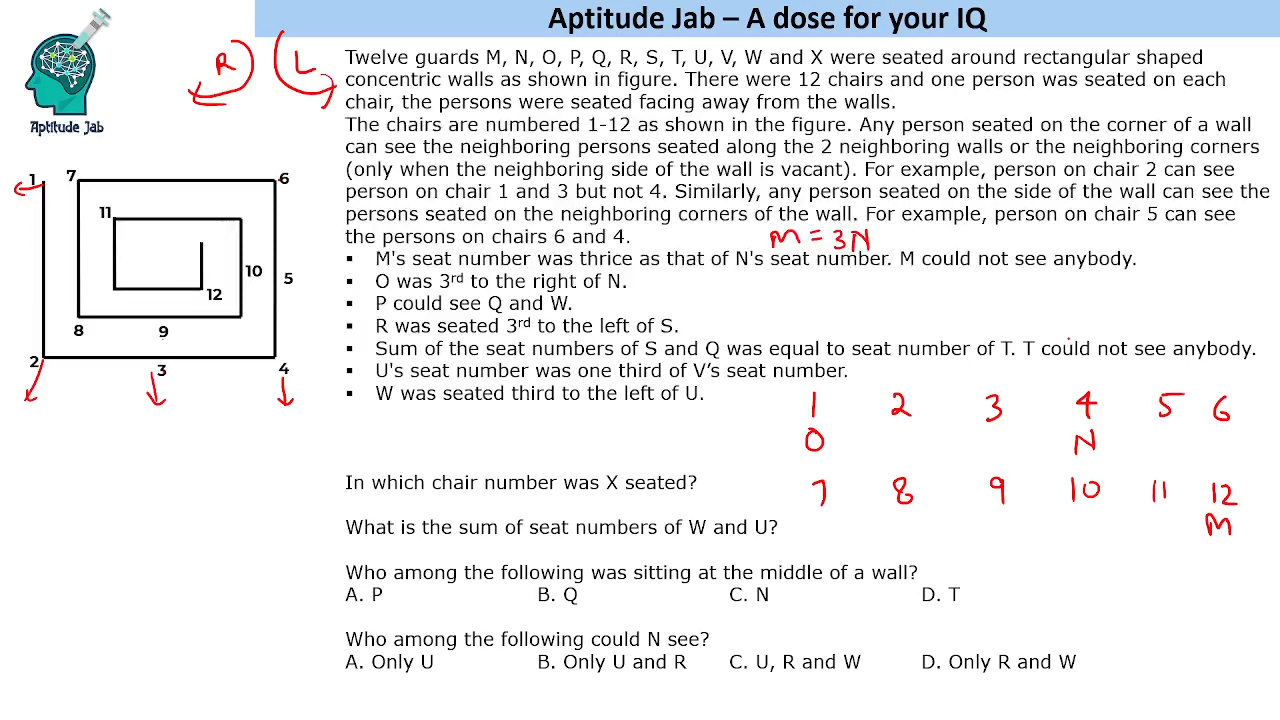 Aptitude Jab – A dose for your IQ
Aptitude Jab
R L
Twelve guards M, N, O, P, Q, R, S, T, U, V, W and X were seated around rectangular shaped
concentric walls as shown in figure. There were 12 chairs and one person was seated on each
chair, the persons were seated facing away from the walls.
The chairs are numbered 1-12 as shown in the figure. Any person seated on the corner of a wall
can see the neighboring persons seated along the 2 neighboring walls or the neighboring corners
(only when the neighboring side of the wall is vacant). For example, person on chair 2 can see
person on chair 1 and 3 but not 4. Similarly, any person seated on the side of the wall can see the
persons seated on the neighboring corners of the wall. For example, person on chair 5 can see
the persons on chairs 6 and 4.
M = 3N
▪ M's seat number was thrice as that of N's seat number. M could not see anybody.
▪ O was 3rd to the right of N.
▪ P could see Q and W.
▪ R was seated 3rd to the left of S.
▪ Sum of the seat numbers of S and Q was equal to seat number of T. T could not see anybody.
▪ U's seat number was one third of V’s seat number.
▪ W was seated third to the left of U.
1 7 6
11
10 5
12
8 9
2 3 4
1 2 3 4 5 6
O N
7 8 9 10 11 12
M
In which chair number was X seated?
What is the sum of seat numbers of W and U?
Who among the following was sitting at the middle of a wall?
A. P B. Q C. N D. T
Who among the following could N see?
A. Only U B. Only U and R C. U, R and W D. Only R and W